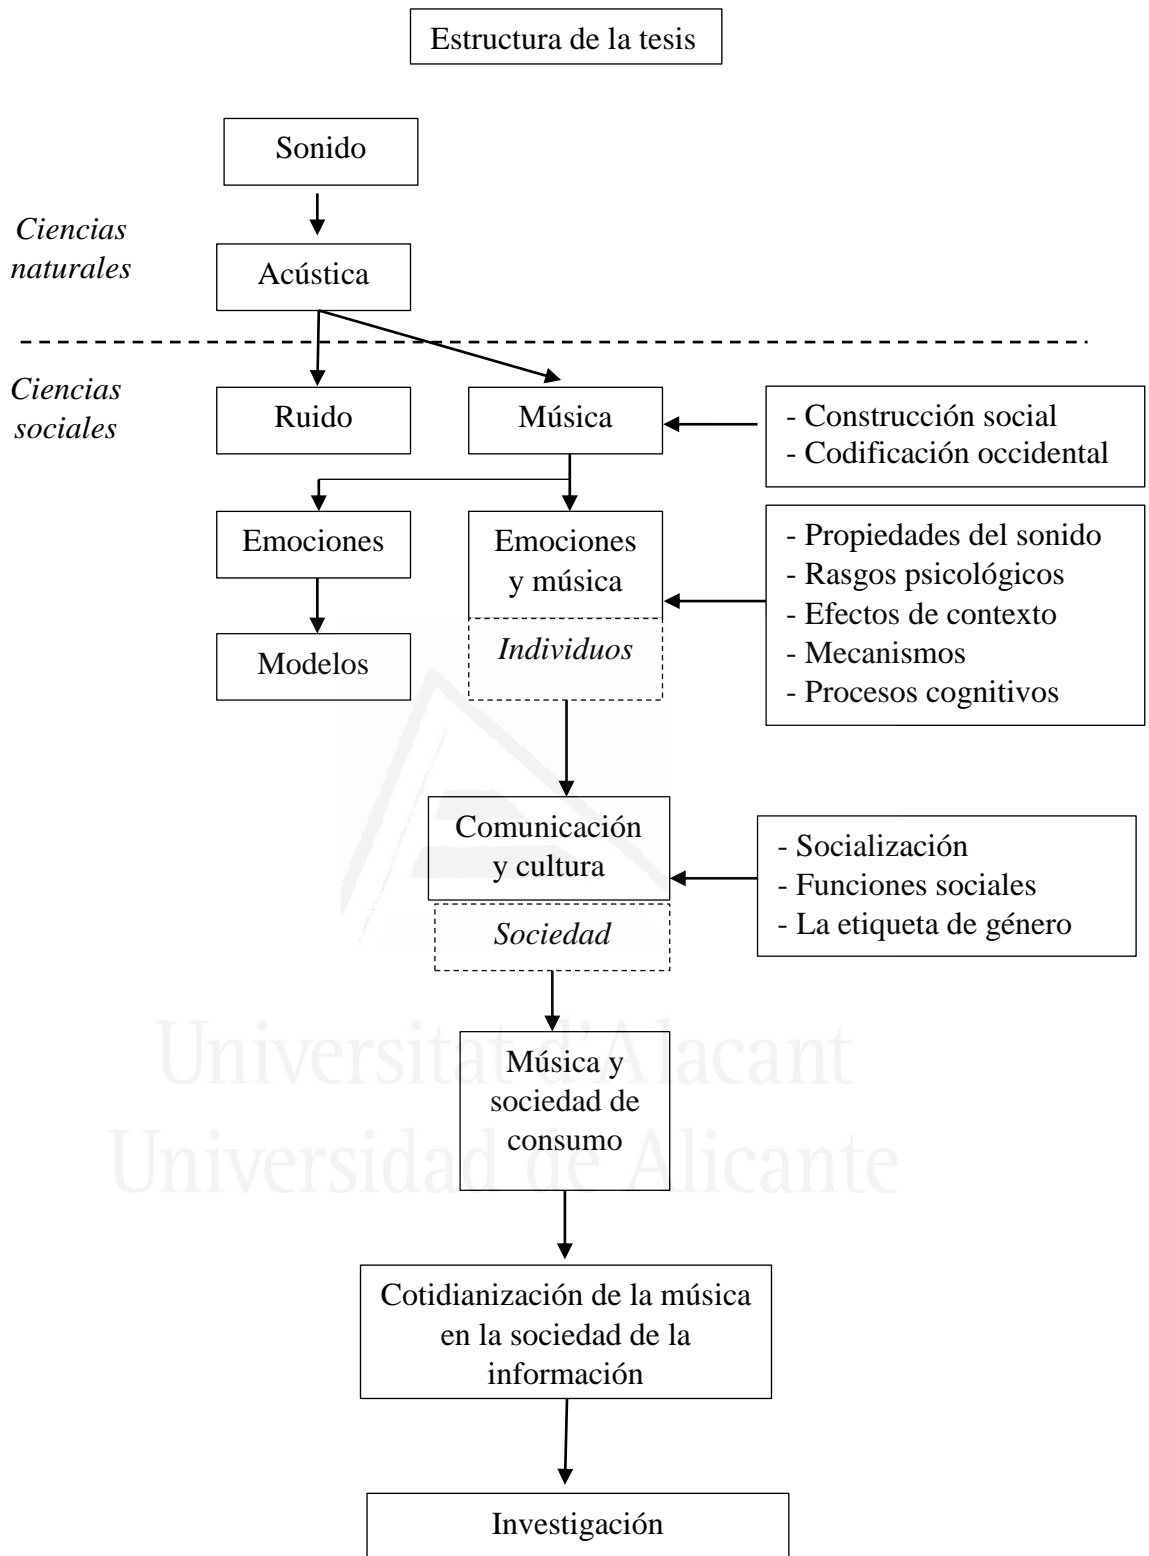 Estructura de la tesis
Sonido
Ciencias
naturales
Acústica
Ciencias
sociales
Ruido
Música
- Construcción social
- Codificación occidental
Emociones
Emociones
y música
Individuos
- Propiedades del sonido
- Rasgos psicológicos
- Efectos de contexto
- Mecanismos
- Procesos cognitivos
Modelos
Comunicación
y cultura
Sociedad
- Socialización
- Funciones sociales
- La etiqueta de género
Universitat d'Alacant
Universidad de Alicante
Música y
sociedad de
consumo
Cotidianización de la música
en la sociedad de la
información
Investigación